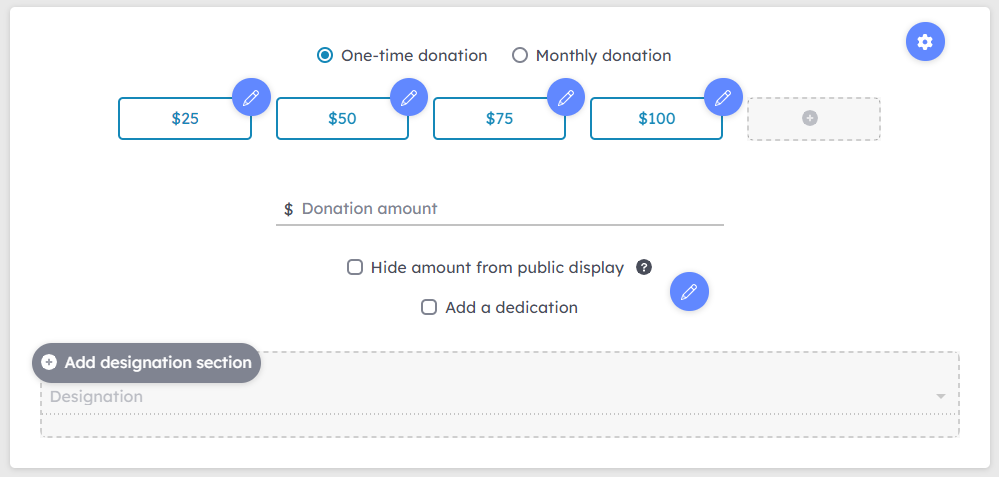 One-time donation Monthly donation
$25 $50 $75 $100
$ Donation amount
Hide amount from public display ?
Add a dedication
Add designation section
Designation